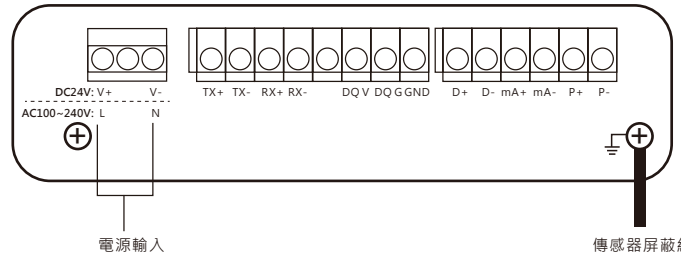 TX+ TX- RX+ RX- DQ V DQ G GND D+ D- mA+ mA- P+ P-
DC24V: V+ V-
AC100~240V: L N
電源輸入
傳感器屏蔽